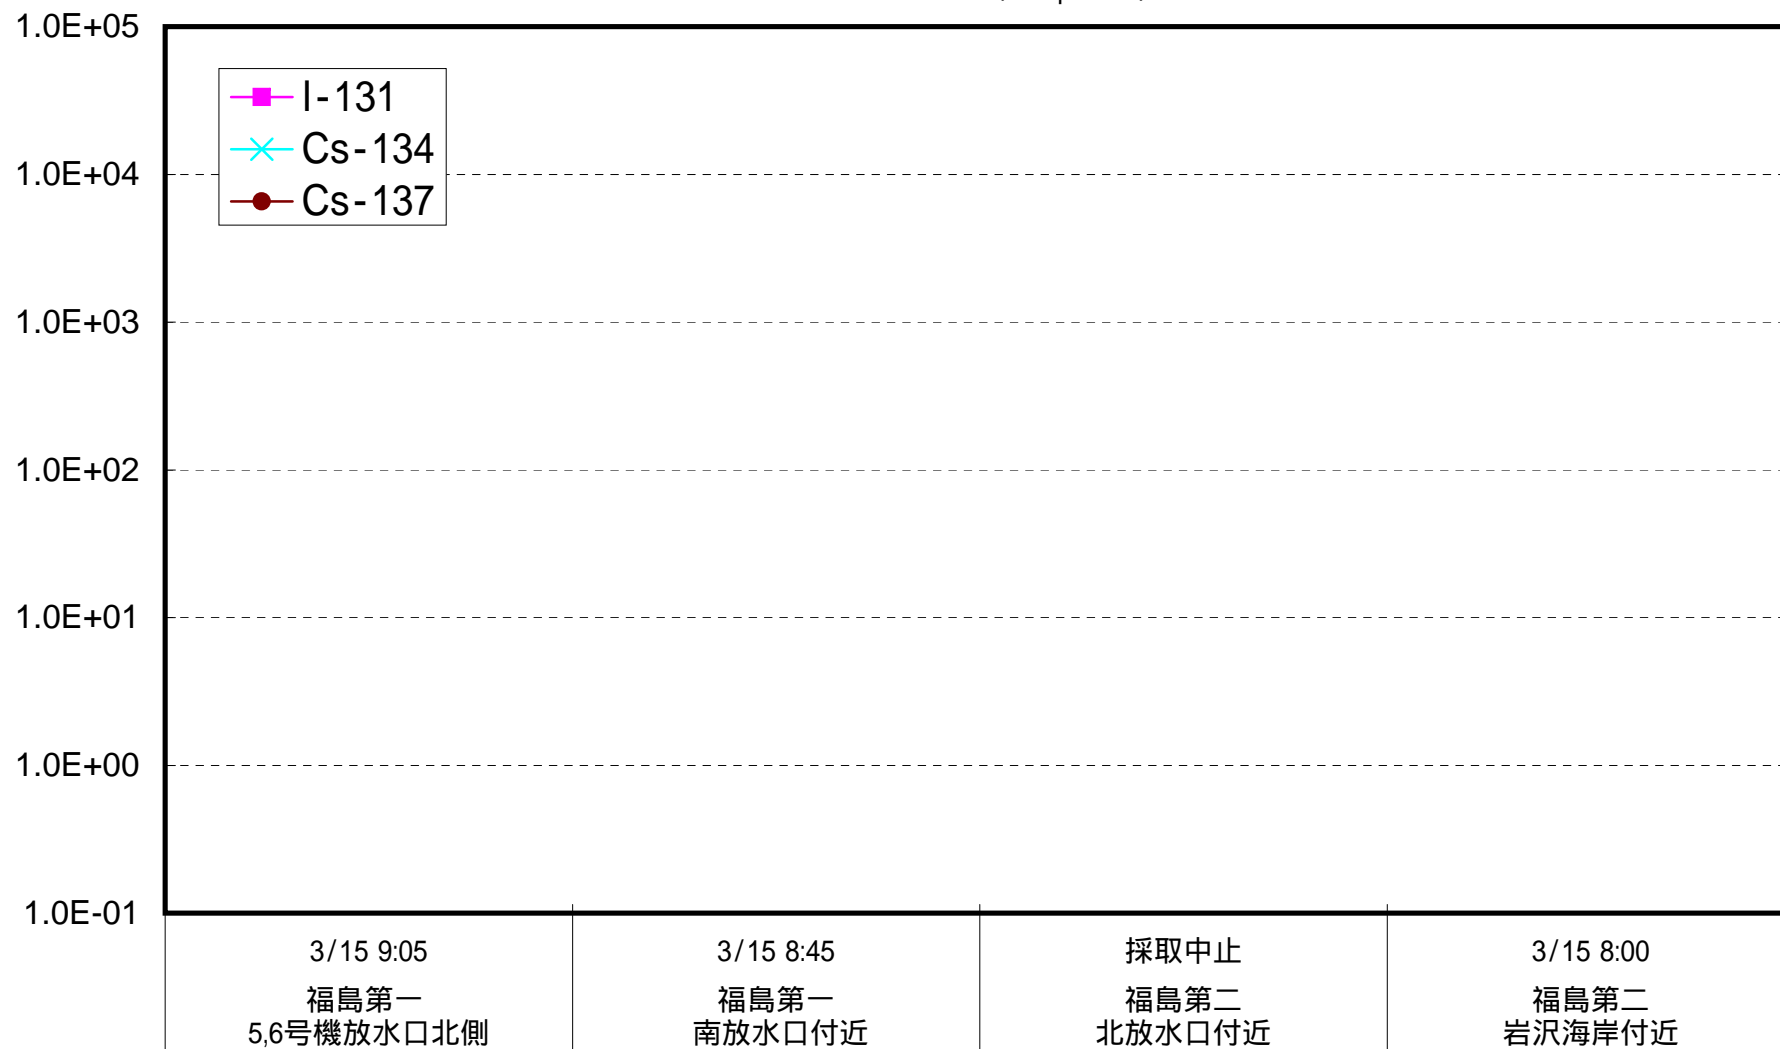 1.0E+05
I-131
Cs-134
Cs-137
1.0E+04
1.0E+03
1.0E+02
1.0E+01
1.0E+00
1.0E-01
3/15 9:05
福島第一
5,6号機放水口北側
3/15 8:45
福島第一
南放水口付近
採取中止
福島第二
北放水口付近
3/15 8:00
福島第二
岩沢海岸付近